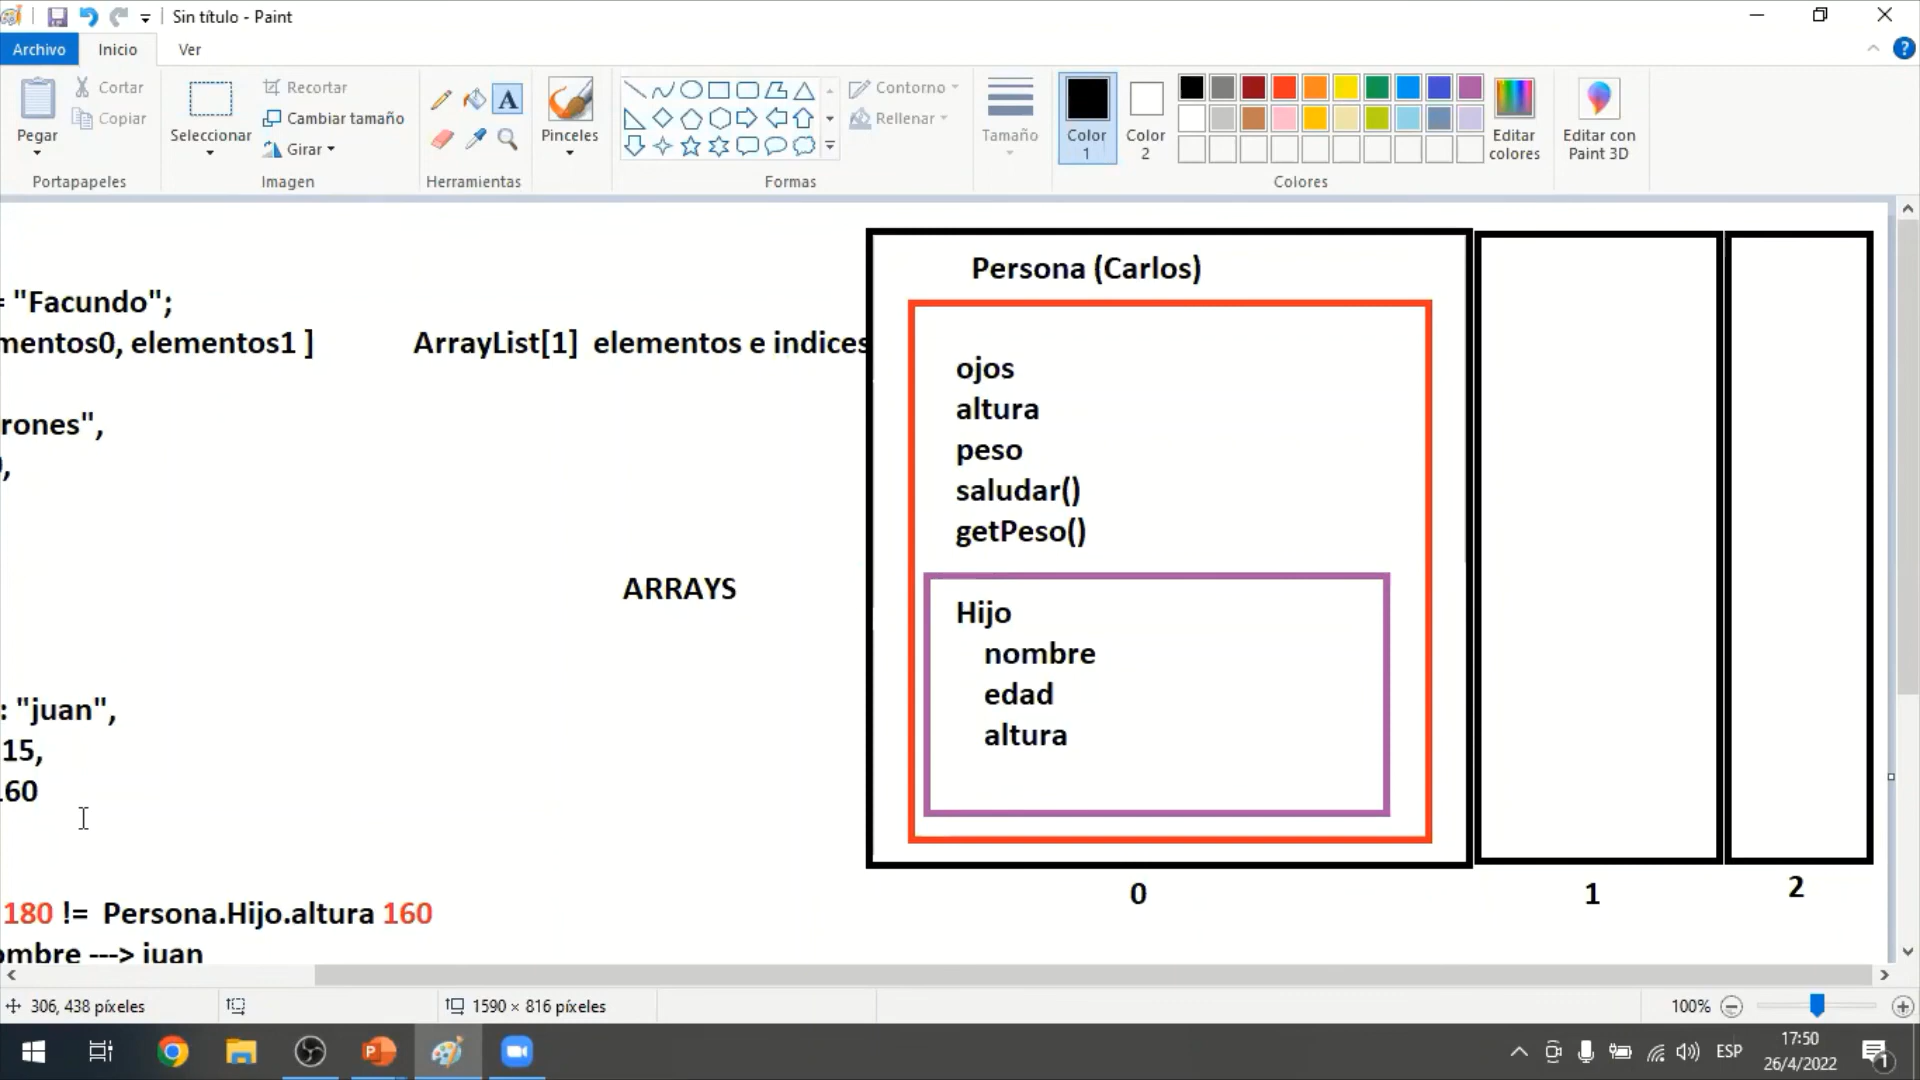 Sin título - Paint
Archivo
Inicio
Ver
Pegar
Cortar
Copiar
Portapapeles
Seleccionar
Recortar
Cambiar tamaño
Girar
Imagen
A
Herramientas
Pinceles
Formas
Contorno
Rellenar
Tamaño
Color 1
Color 2
Editar colores
Editar con Paint 3D
Colores
= "Facundo";
mentos0, elementos1 ]
ArrayList[1] elementos e indices
rones",
ARRAYS
: "juan",
15,
160
180 != Persona.Hijo.altura 160
ombre ---> juan
Persona (Carlos)
ojos
altura
peso
saludar()
getPeso()
Hijo
nombre
edad
altura
0
1
2
306, 438 píxeles
1590 × 816 píxeles
100%
ESP
17:50
26/4/2022
1